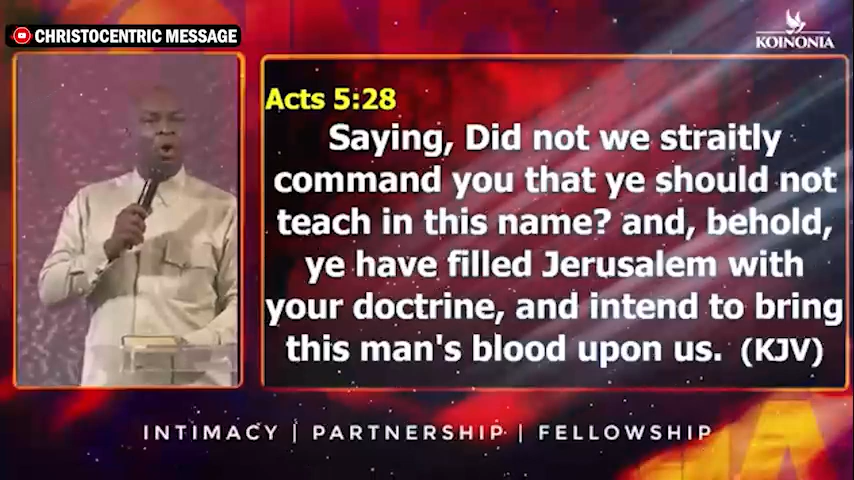 CHRISTOCENTRIC MESSAGE
KOINONIA
Acts 5:28
Saying, Did not we straitly
command you that ye should not
teach in this name? and, behold,
ye have filled Jerusalem with
your doctrine, and intend to bring
this man's blood upon us. (KJV)
INTIMACY | PARTNERSHIP | FELLOWSHIP